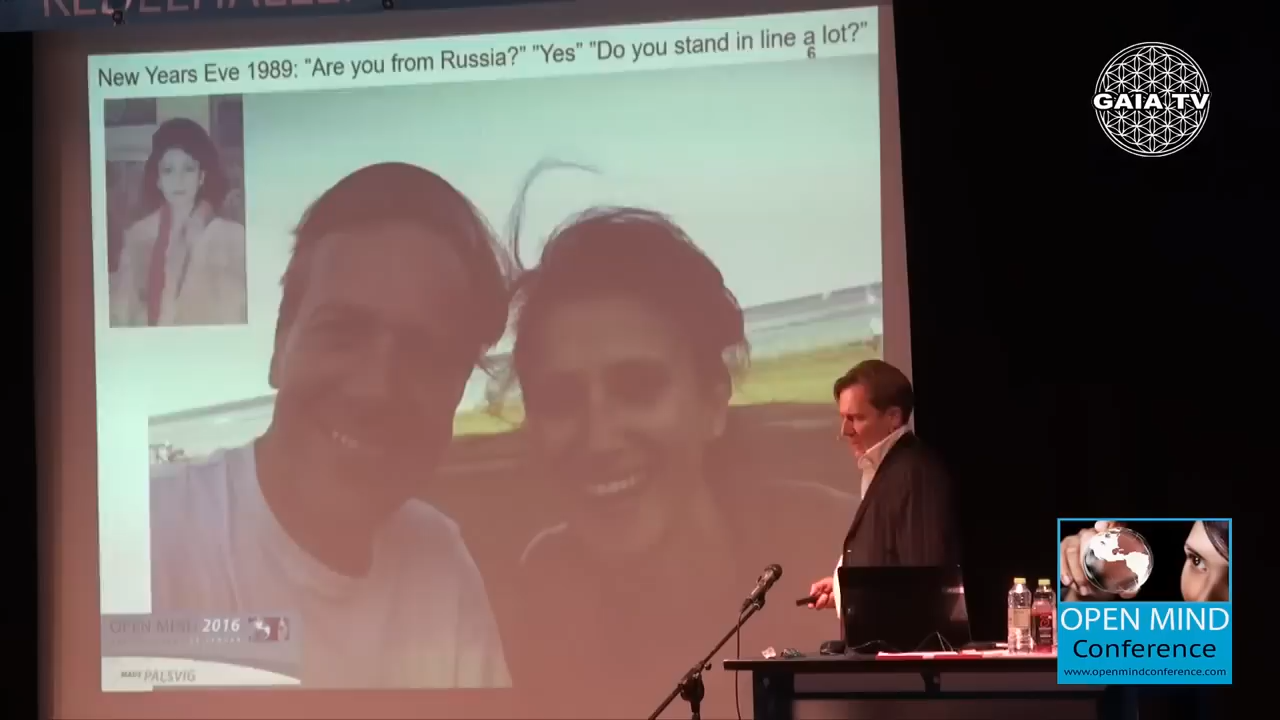 New Years Eve 1989: "Are you from Russia?" "Yes" "Do you stand in line a lot?"
6
GAIA.TV
OPEN MIND 2016
MADS PALSVIG
OPEN MIND
Conference
www.openmindconference.com